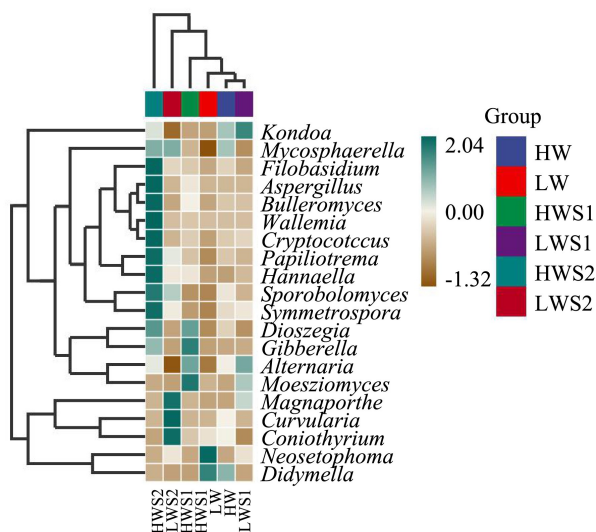 Group
Kondoa
Mycosphaerella
Filobasidium
Aspergillus
Bulleromyces
Wallemia
Cryptocotccus
Papiliotrema
Hannaella
Sporobolomyces
Symmetrospora
Dioszegia
Gibberella
Alternaria
Moesziomyces
Magnaporthe
Curvularia
Coniothyrium
Neosetophoma
Didymella
2.04
0.00
-1.32
HW
LW
HWS1
LWS1
HWS2
LWS2
HWS2
LWS2
HWS1
HWS1
LW
HW
LWS1